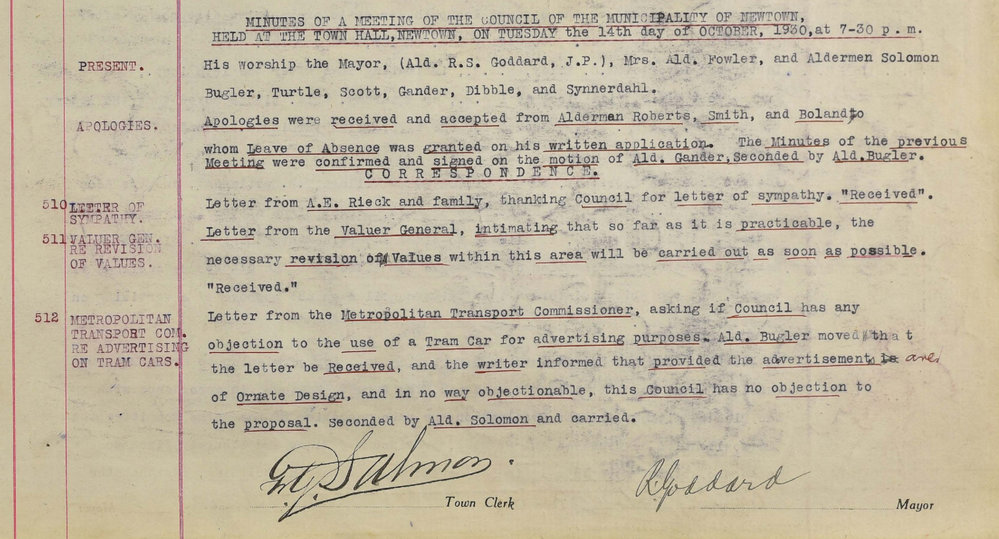 MINUTES OF A MEETING OF THE COUNCIL OF THE MUNICIPALITY OF NEWTOWN,
HELD AT THE TOWN HALL,NEWTOWN, ON TUESDAY the 14th day of OCTOBER, 1930,at 7-30 p.m.
PRESENT. His worship the Mayor, (Ald. R.S. Goddard, J.P.), Mrs. Ald. Fowler, and Aldermen Solomon
Bugler, Turtle, Scott, Gander, Dibble, and Synnerdahl.
APOLOGIES. Apologies were received and accepted from Alderman Roberts, Smith, and Boland to
whom Leave of Absence was granted on his written application. The Minutes of the previous
Meeting were confirmed and signed on the motion of Ald. Gander,Seconded by Ald.Bugler.
CORRESPONDENCE.
510 LETTER OF
SYMPATHY.
Letter from A.E. Rieck and family, thanking Council for letter of sympathy. "Received".
511 VALUER GEN.
RE REVISION
OF VALUES.
Letter from the Valuer General, intimating that so far as it is practicable, the
necessary revision of Values within this area will be carried out as soon as possible.
"Received."
512 METROPOLITAN
TRANSPORT COM.
RE ADVERTISING
ON TRAM CARS.
Letter from the Metropolitan Transport Commissioner, asking if Council has any
objection to the use of a Tram Car for advertising purposes. Ald. Bugler moved that
the letter be Received, and the writer informed that provided the advertisements are
of Ornate Design, and in no way objectionable, this Council has no objection to
the proposal. Seconded by Ald. Solomon and carried.
Salmon. R. Goddard
Town Clerk Mayor